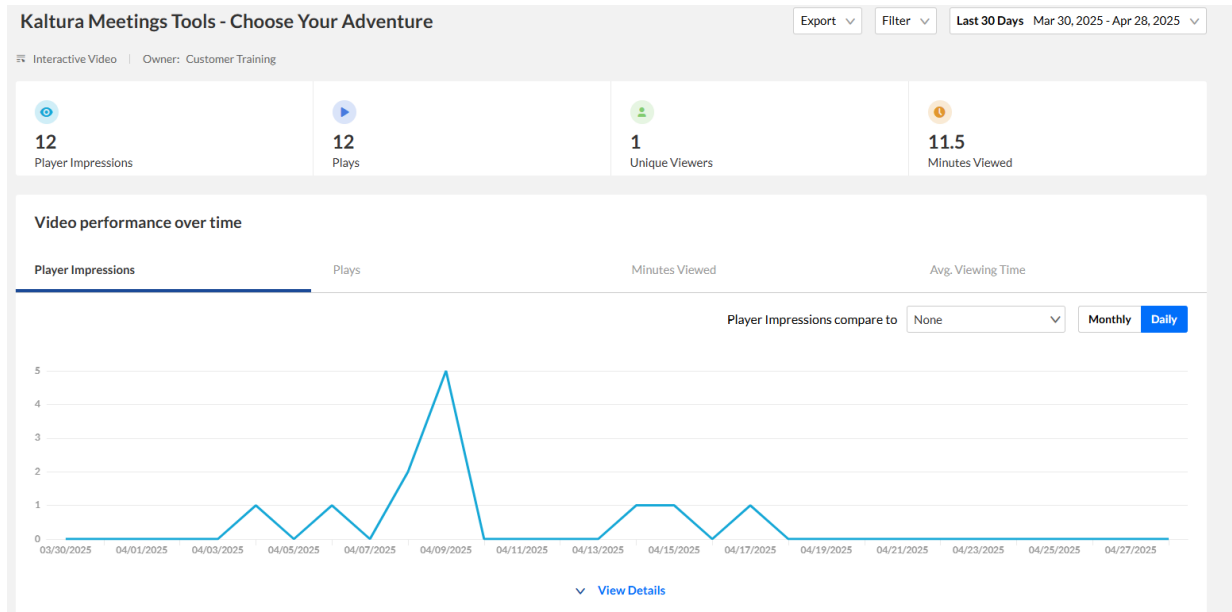 Kaltura Meetings Tools - Choose Your Adventure
Export
Filter
Last 30 Days Mar 30, 2025 - Apr 28, 2025
Interactive Video | Owner: Customer Training
12
Player Impressions
12
Plays
1
Unique Viewers
11.5
Minutes Viewed
Video performance over time
Player Impressions
Plays
Minutes Viewed
Avg. Viewing Time
Player Impressions compare to
None
Monthly
Daily
5
4
3
2
1
0
03/30/2025 04/01/2025 04/03/2025 04/05/2025 04/07/2025 04/09/2025 04/11/2025 04/13/2025 04/15/2025 04/17/2025 04/19/2025 04/21/2025 04/23/2025 04/25/2025 04/27/2025
View Details